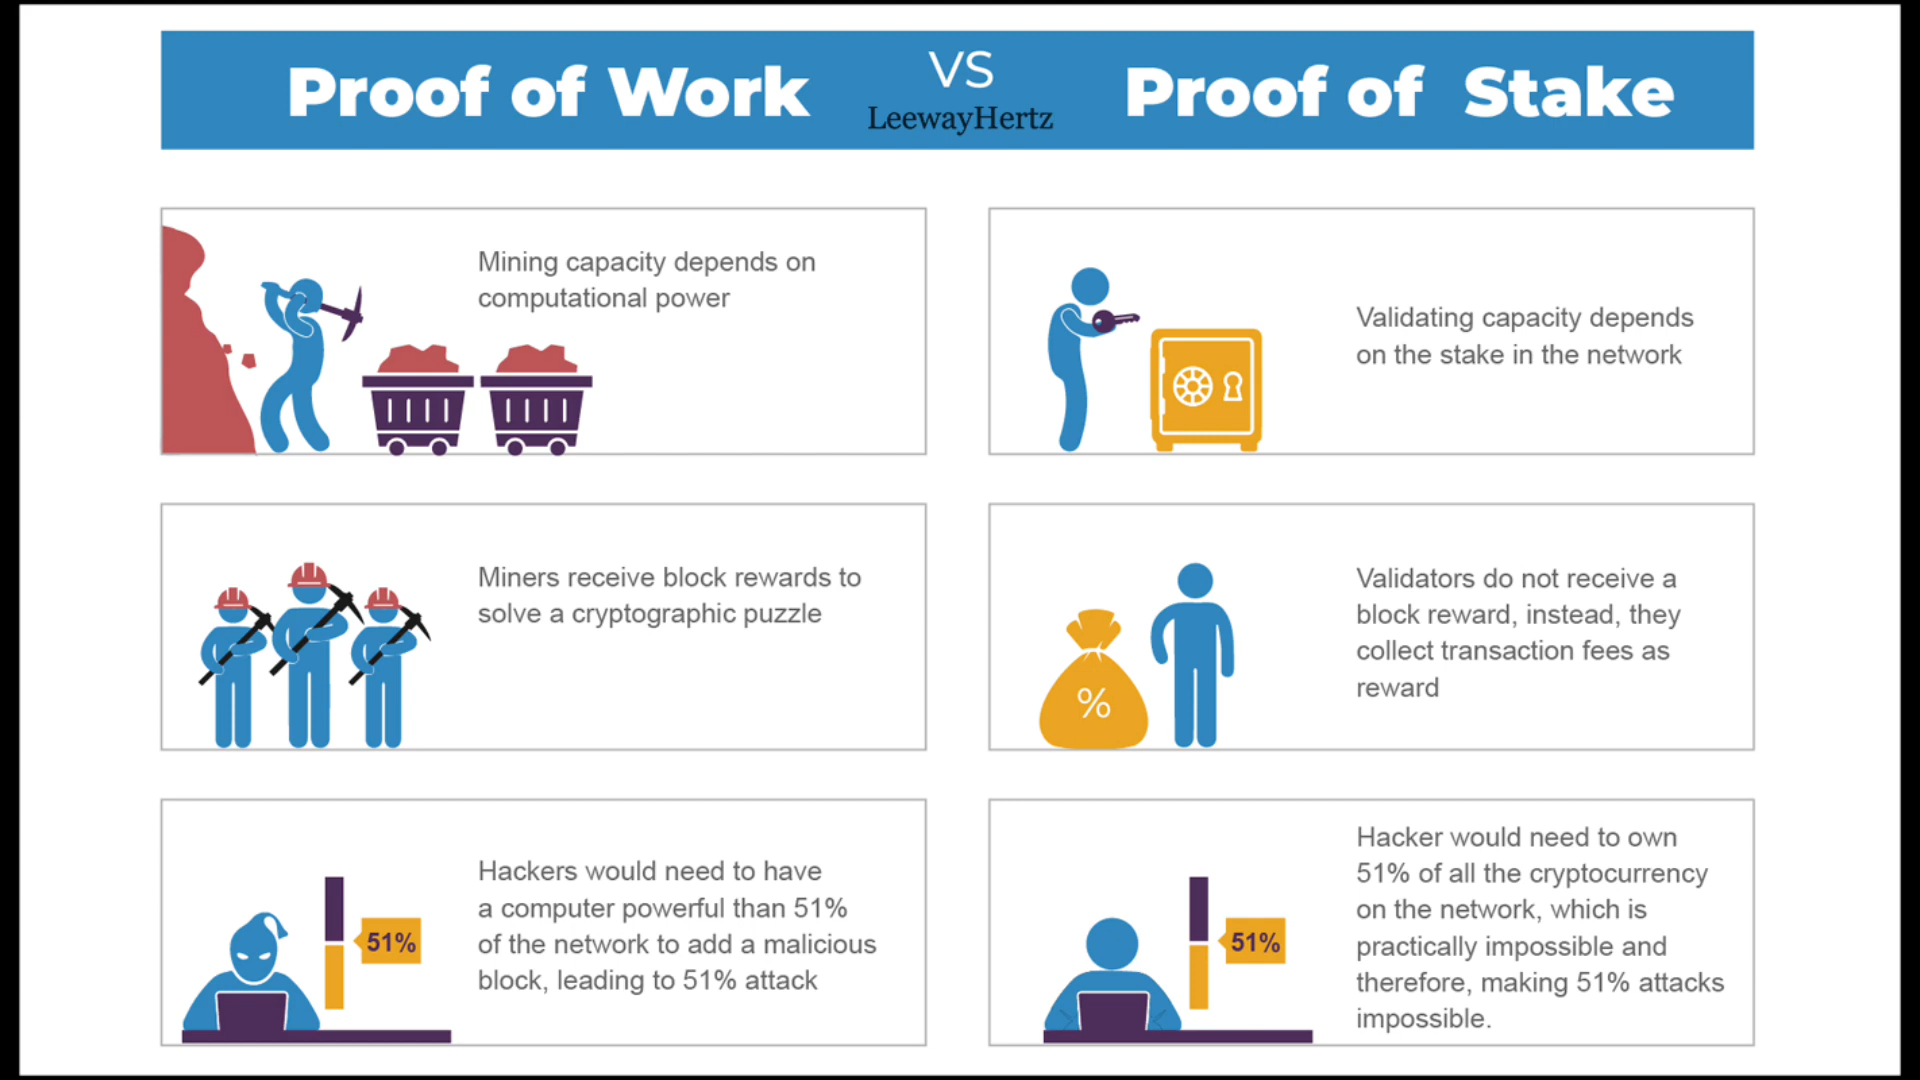 Proof of Work
VS
LeewayHertz
Proof of Stake
Mining capacity depends on
computational power
Validating capacity depends
on the stake in the network
Miners receive block rewards to
solve a cryptographic puzzle
%
Validators do not receive a
block reward, instead, they
collect transaction fees as
reward
51%
Hackers would need to have
a computer powerful than 51%
of the network to add a malicious
block, leading to 51% attack
51%
Hacker would need to own
51% of all the cryptocurrency
on the network, which is
practically impossible and
therefore, making 51% attacks
impossible.